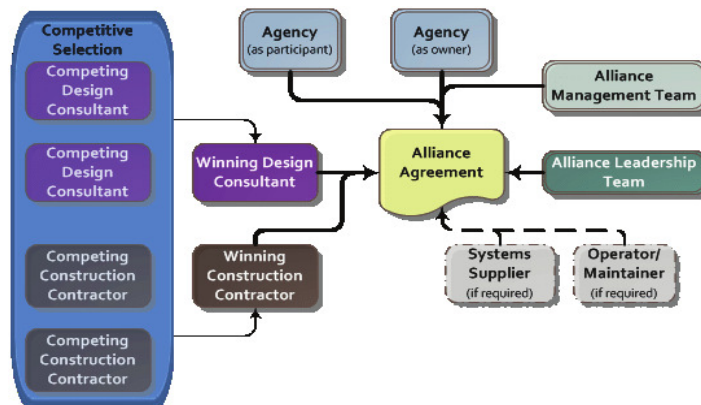 Competitive
Selection
Competing
Design
Consultant
Competing
Design
Consultant
Competing
Construction
Contractor
Competing
Construction
Contractor
Winning Design
Consultant
Winning
Construction
Contractor
Agency
(as participant)
Agency
(as owner)
Alliance
Management Team
Alliance
Agreement
Alliance Leadership
Team
Systems
Supplier
(if required)
Operator/
Maintainer
(if required)